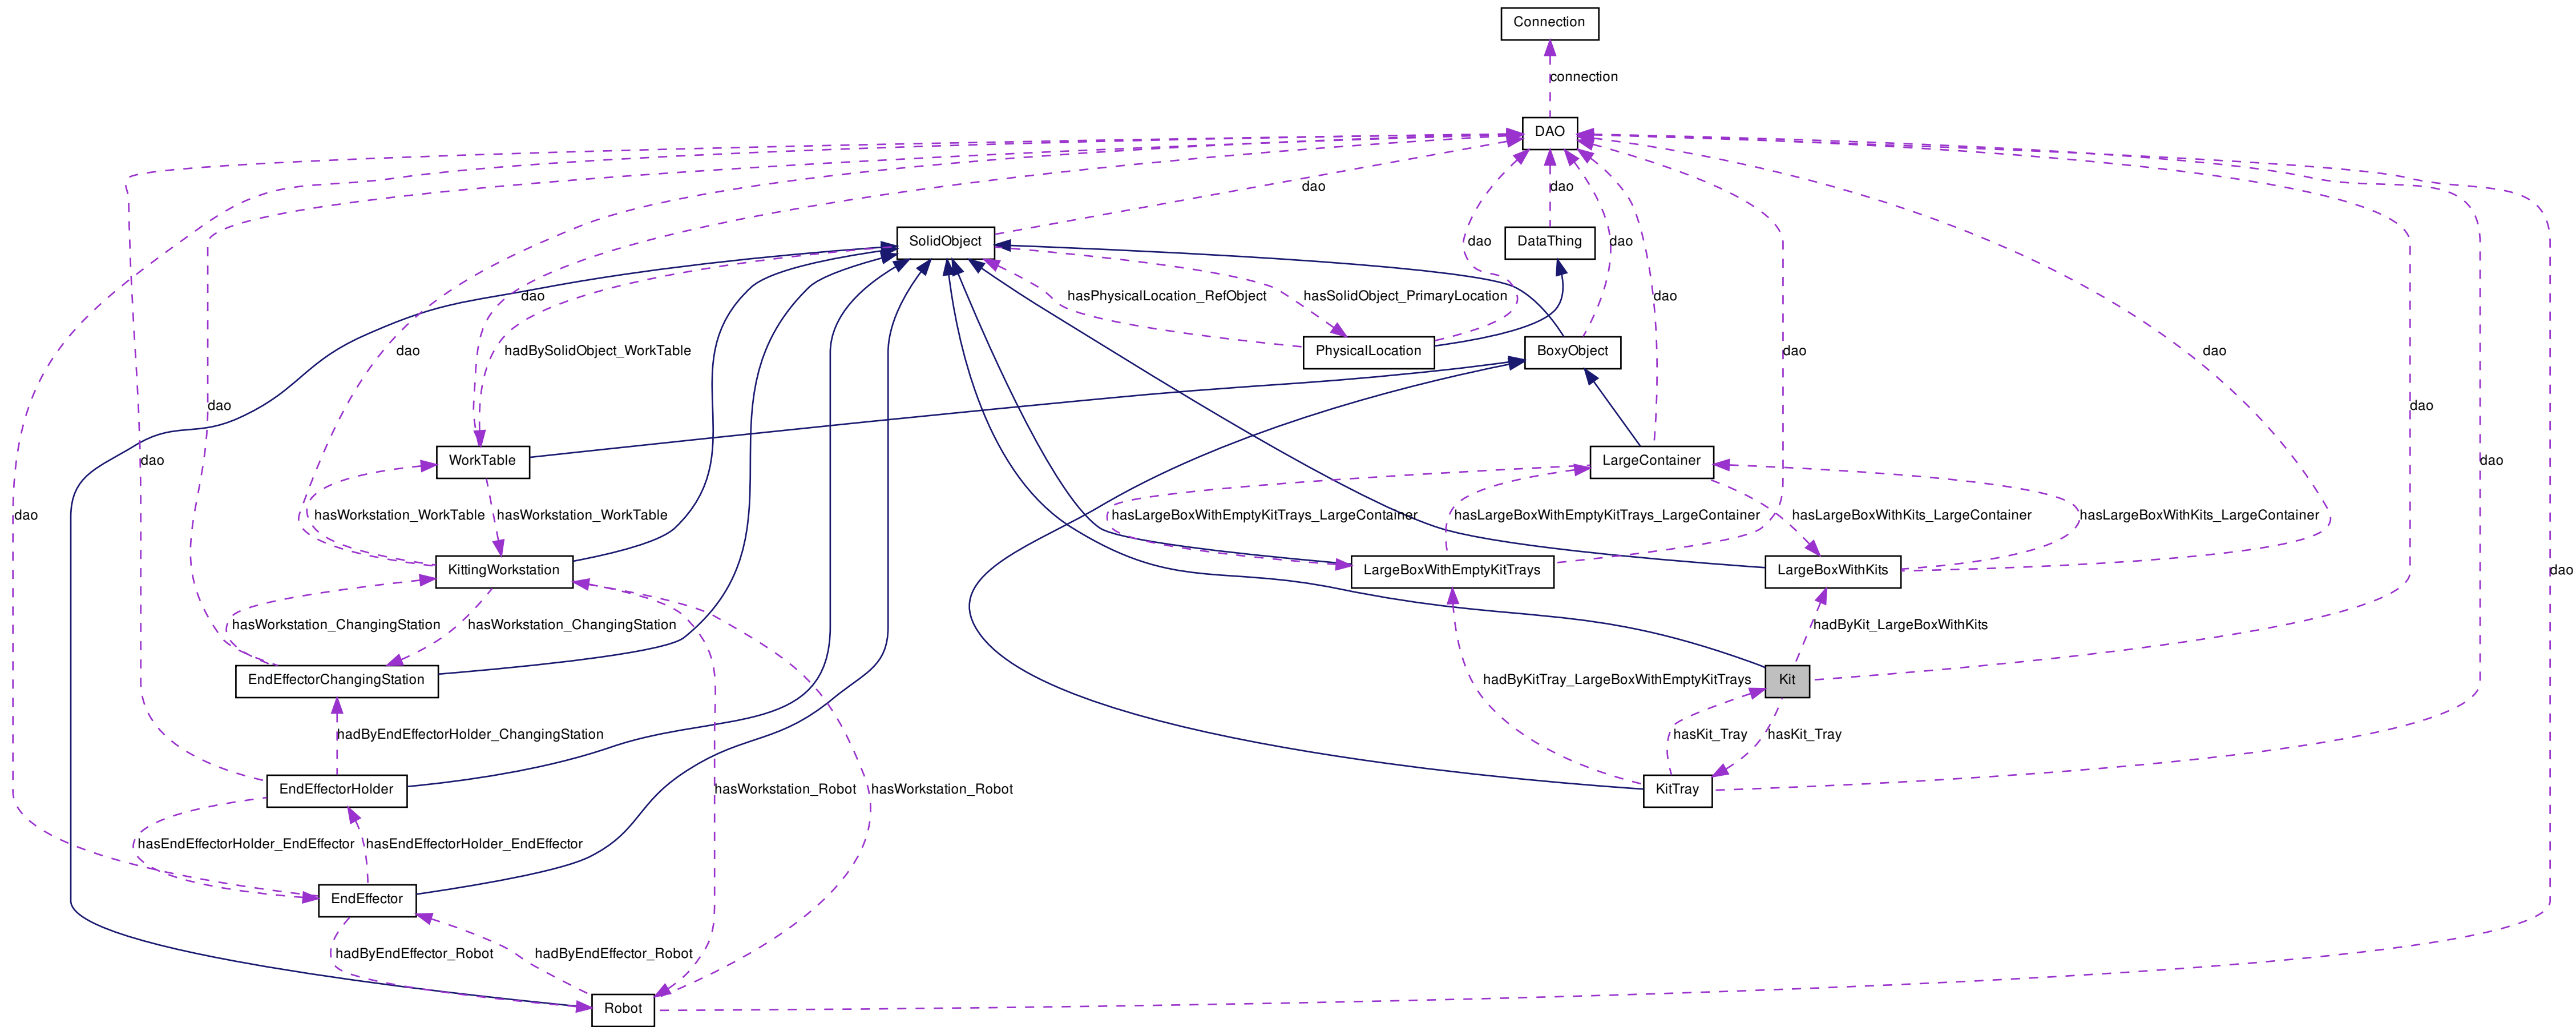 Connection
connection
DAO
dao
dao
SolidObject
dao
DataThing
dao
dao
hasPhysicalLocation_RefObject
hasSolidObject_PrimaryLocation
dao
dao
hadBySolidObject_WorkTable
PhysicalLocation
BoxyObject
dao
dao
dao
dao
dao
WorkTable
LargeContainer
dao
dao
hasWorkstation_WorkTable
hasWorkstation_WorkTable
hasLargeBoxWithEmptyKitTrays_LargeContainer
hasLargeBoxWithEmptyKitTrays_LargeContainer
hasLargeBoxWithKits_LargeContainer
hasLargeBoxWithKits_LargeContainer
KittingWorkstation
LargeBoxWithEmptyKitTrays
LargeBoxWithKits
dao
hasWorkstation_ChangingStation
hasWorkstation_ChangingStation
hadByKit_LargeBoxWithKits
EndEffectorChangingStation
hadByKitTray_LargeBoxWithEmptyKitTrays
Kit
hadByEndEffectorHolder_ChangingStation
hasKit_Tray
hasKit_Tray
EndEffectorHolder
hasWorkstation_Robot
hasWorkstation_Robot
KitTray
hasEndEffectorHolder_EndEffector
hasEndEffectorHolder_EndEffector
EndEffector
hadByEndEffector_Robot
hadByEndEffector_Robot
Robot